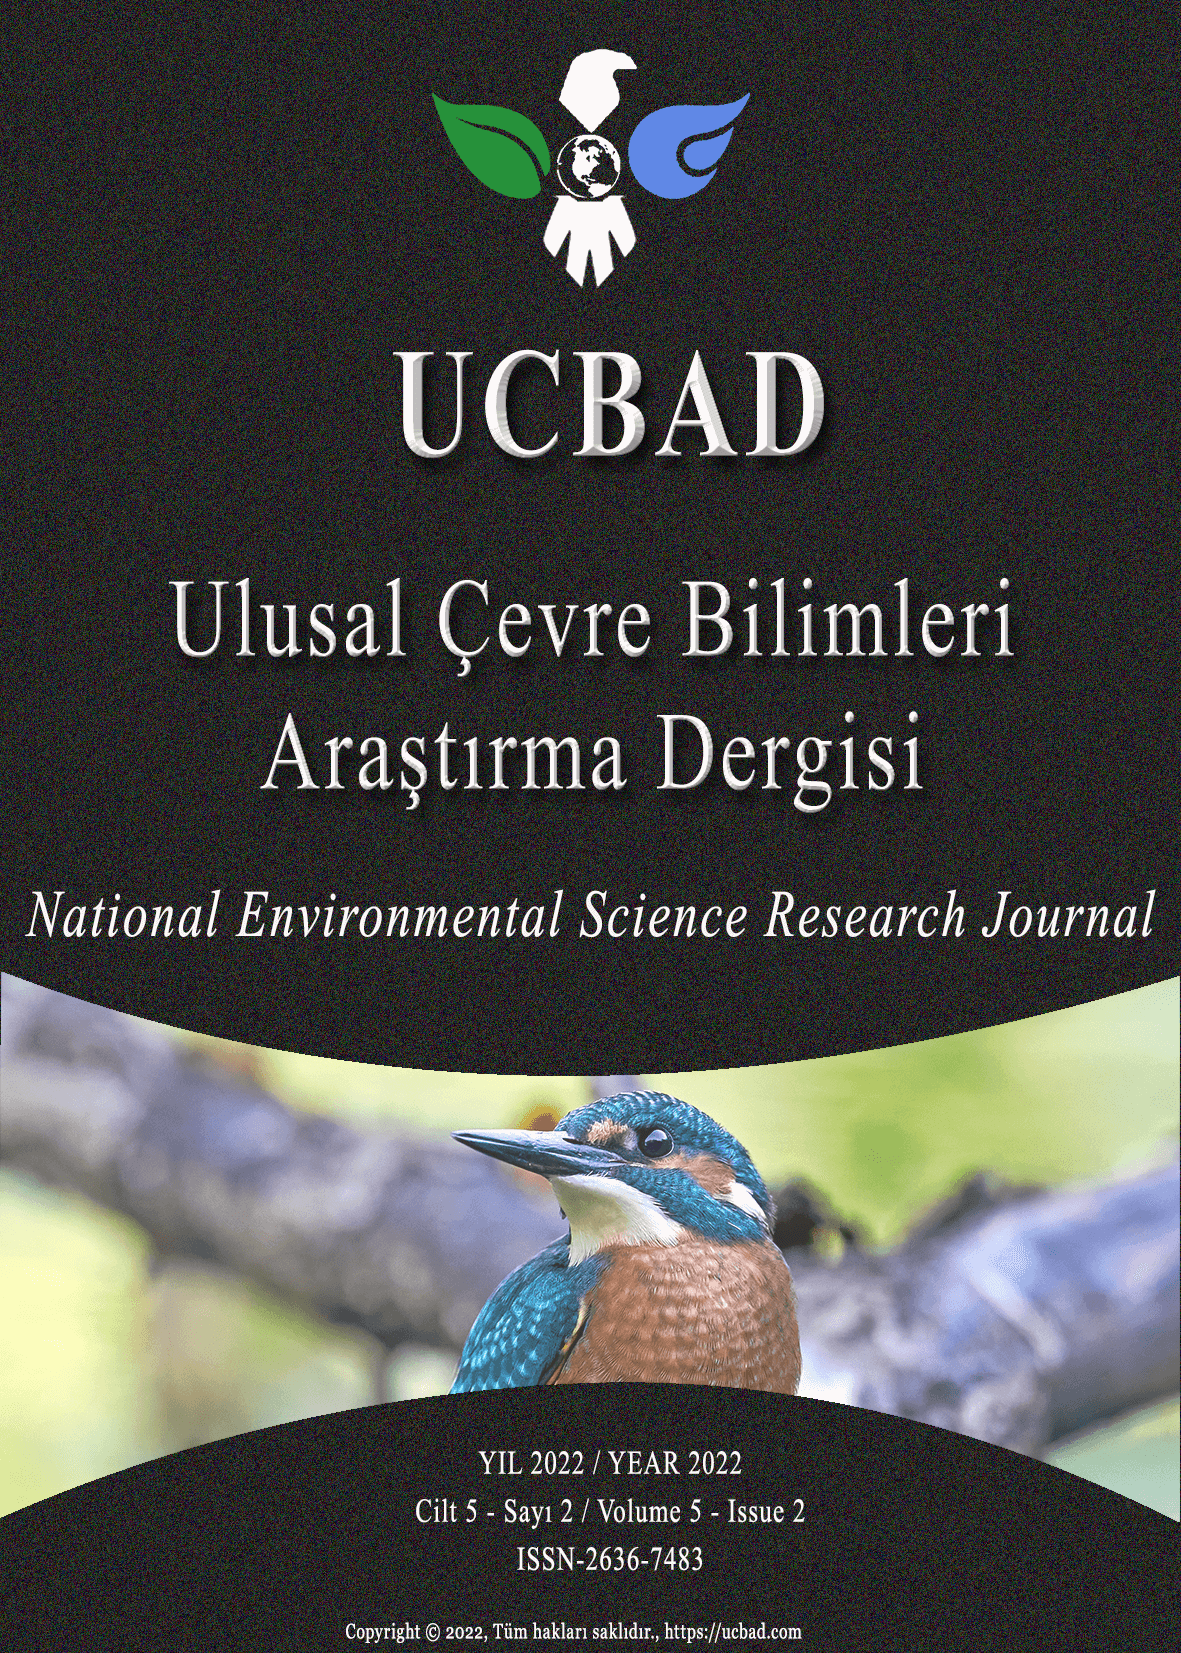 UCBAD
Ulusal Çevre Bilimleri
Araştırma Dergisi
National Environmental Science Research Journal
YIL 2022 / YEAR 2022
Cilt 5 - Sayı 2 / Volume 5 - Issue 2
ISSN-2636-7483
Copyright © 2022, Tüm hakları saklıdır., https://ucbad.com